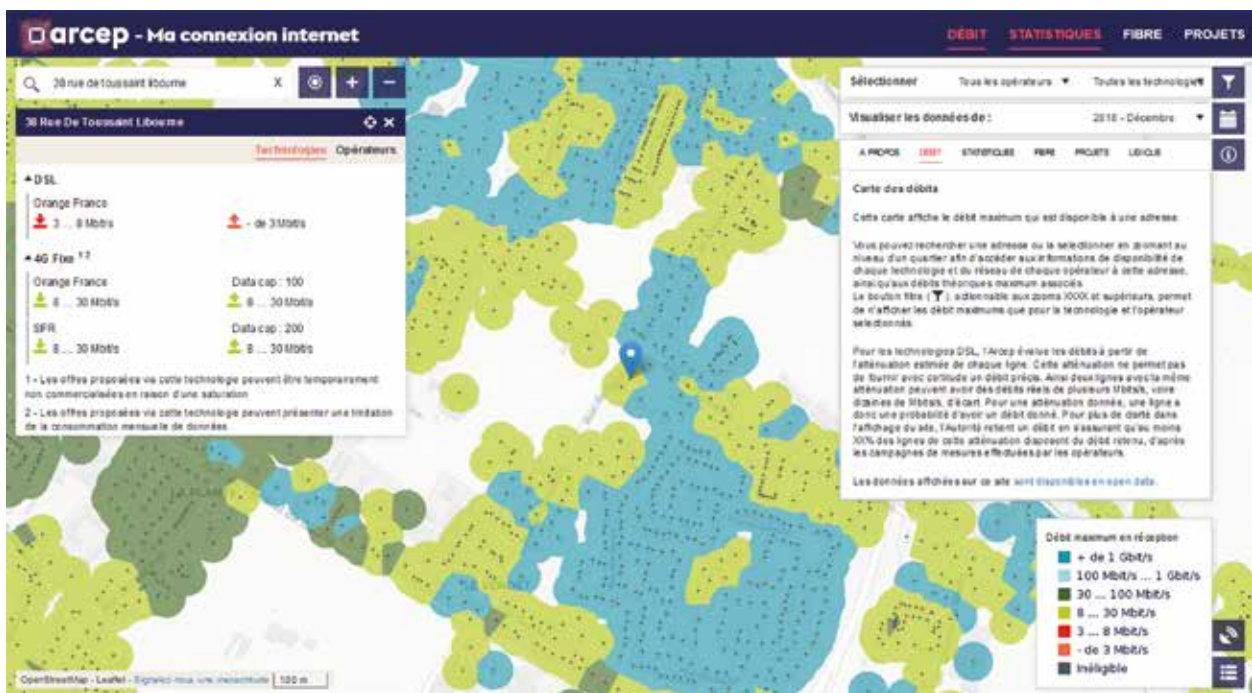 arcep - Ma connexion internet
DÉBIT STATISTIQUES FIBRE PROJETS
38 rue de toussaint libourne X + −
38 Rue De Toussaint Libourne
Technologies Opérateurs
DSL
Orange France
3 ... 8 Mbit/s - de 3 Mbit/s
4G Fixe 1 2
Orange France Data cap : 100
8 ... 30 Mbit/s 8 ... 30 Mbit/s
SFR Data cap : 200
8 ... 30 Mbit/s 8 ... 30 Mbit/s
1 - Les offres proposées via cette technologie peuvent être temporairement
non commercialisées en raison d'une saturation
2 - Les offres proposées via cette technologie peuvent présenter une limitation
de la consommation mensuelle de données
Sélectionner Tous les opérateurs Toutes les technologie
Visualiser les données de : 2018 - Décembre
A PROPOS DÉBIT STATISTIQUES FIBRE PROJETS LEXIQUE
Carte des débits
Cette carte affiche le débit maximum qui est disponible à une adresse.
Vous pouvez rechercher une adresse ou la selectionner en zoomant au
niveau d'un quartier afin d'accéder aux informations de disponibilité de
chaque technologie et du réseau de chaque opérateur à cette adresse,
ainsi qu'aux débits théoriques maximum associés.
Le bouton filtre ( ), actionnable aux zooms XXXX et supérieurs, permet
de n'afficher les débit maximums que pour la technologie et l'opérateur
selectionnés.
Pour les technologies DSL, l'Arcep évalue les débits à partir de
l'atténuation estimée de chaque ligne. Cette atténuation ne permet pas
de fournir avec certitude un débit précis. Ainsi deux lignes avec la même
atténuation peuvent avoir des débits réels de plusieurs Mbits/s, voire
dizaines de Mbits/s, d'écart. Pour une atténuation donnée, une ligne a
donc une probabilité d'avoir un débit donné. Pour plus de clarté dans
l'affichage du site, l'Autorité retient un débit en s'assurant qu'au moins
XX% des lignes de cette atténuation disposent du débit retenu, d'après
les campagnes de mesures effectuées par les opérateurs.
Les données affichées sur ce site sont disponibles en open data.
Débit maximum en réception
+ de 1 Gbit/s
100 Mbit/s ... 1 Gbit/s
30 ... 100 Mbit/s
8 ... 30 Mbit/s
3 ... 8 Mbit/s
- de 3 Mbit/s
Inéligible
OpenStreetMap - Leaflet - Signalez nous une inexactitude 100 m